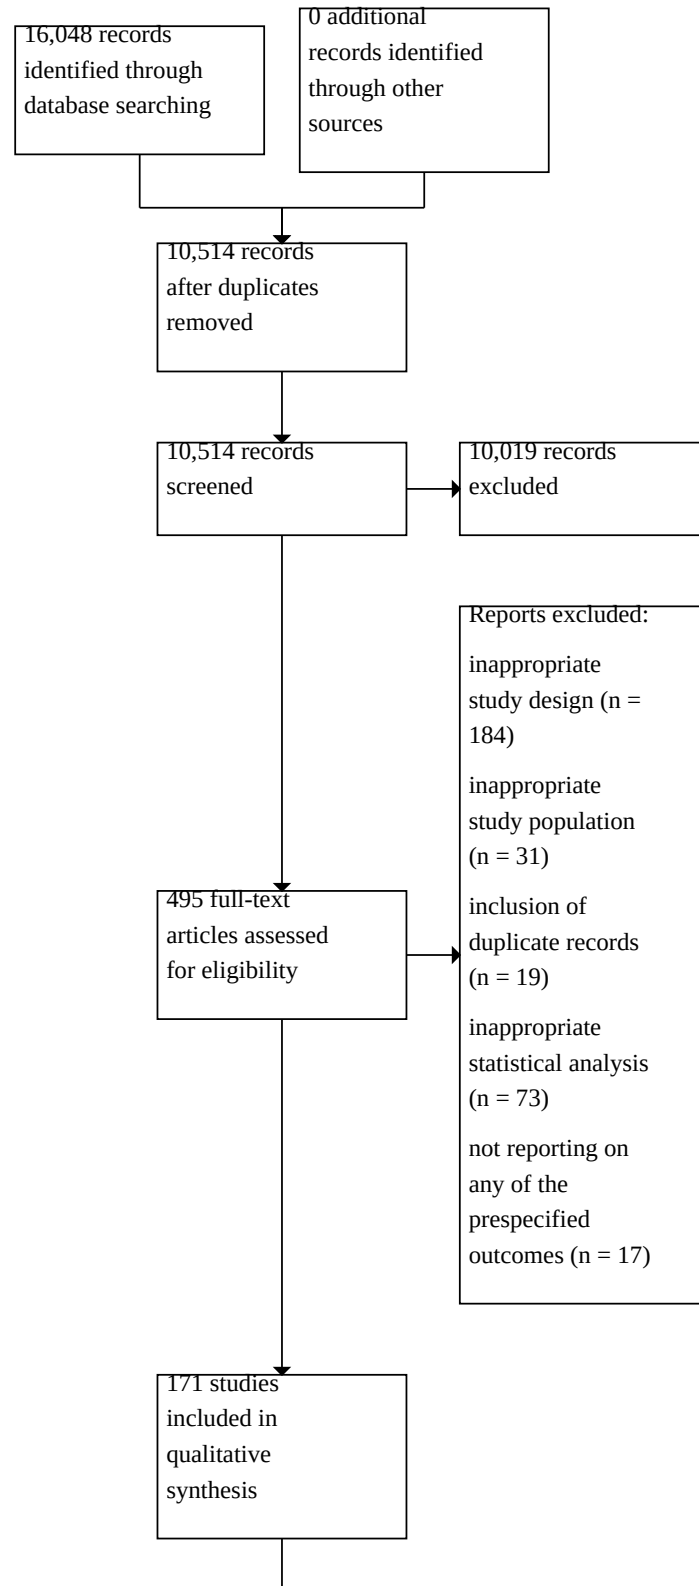 16,048 records
identified through
database searching
0 additional
records identified
through other
sources
10,514 records
after duplicates
removed
10,514 records
screened
10,019 records
excluded
Reports excluded:
inappropriate
study design (n =
184)
inappropriate
study population
(n = 31)
inclusion of
duplicate records
(n = 19)
inappropriate
statistical analysis
(n = 73)
not reporting on
any of the
prespecified
outcomes (n = 17)
495 full-text
articles assessed
for eligibility
171 studies
included in
qualitative
synthesis